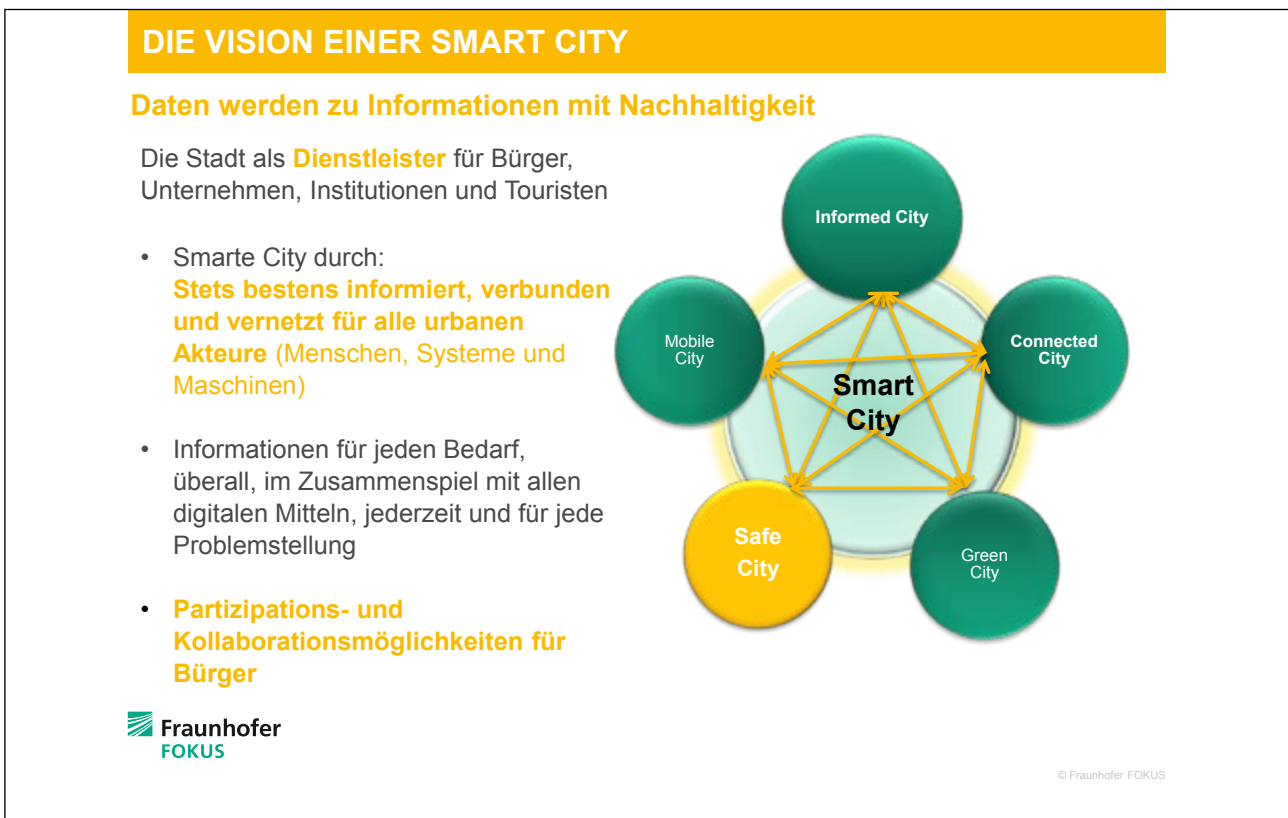 DIE VISION EINER SMART CITY
Daten werden zu Informationen mit Nachhaltigkeit
Die Stadt als Dienstleister für Bürger,
Unternehmen, Institutionen und Touristen
• Smarte City durch:
Stets bestens informiert, verbunden
und vernetzt für alle urbanen
Akteure (Menschen, Systeme und
Maschinen)
• Informationen für jeden Bedarf,
überall, im Zusammenspiel mit allen
digitalen Mitteln, jederzeit und für jede
Problemstellung
• Partizipations- und
Kollaborationsmöglichkeiten für
Bürger
Informed City
Mobile
City
Connected
City
Smart
City
Safe
City
Green
City
Fraunhofer
FOKUS
© Fraunhofer FOKUS